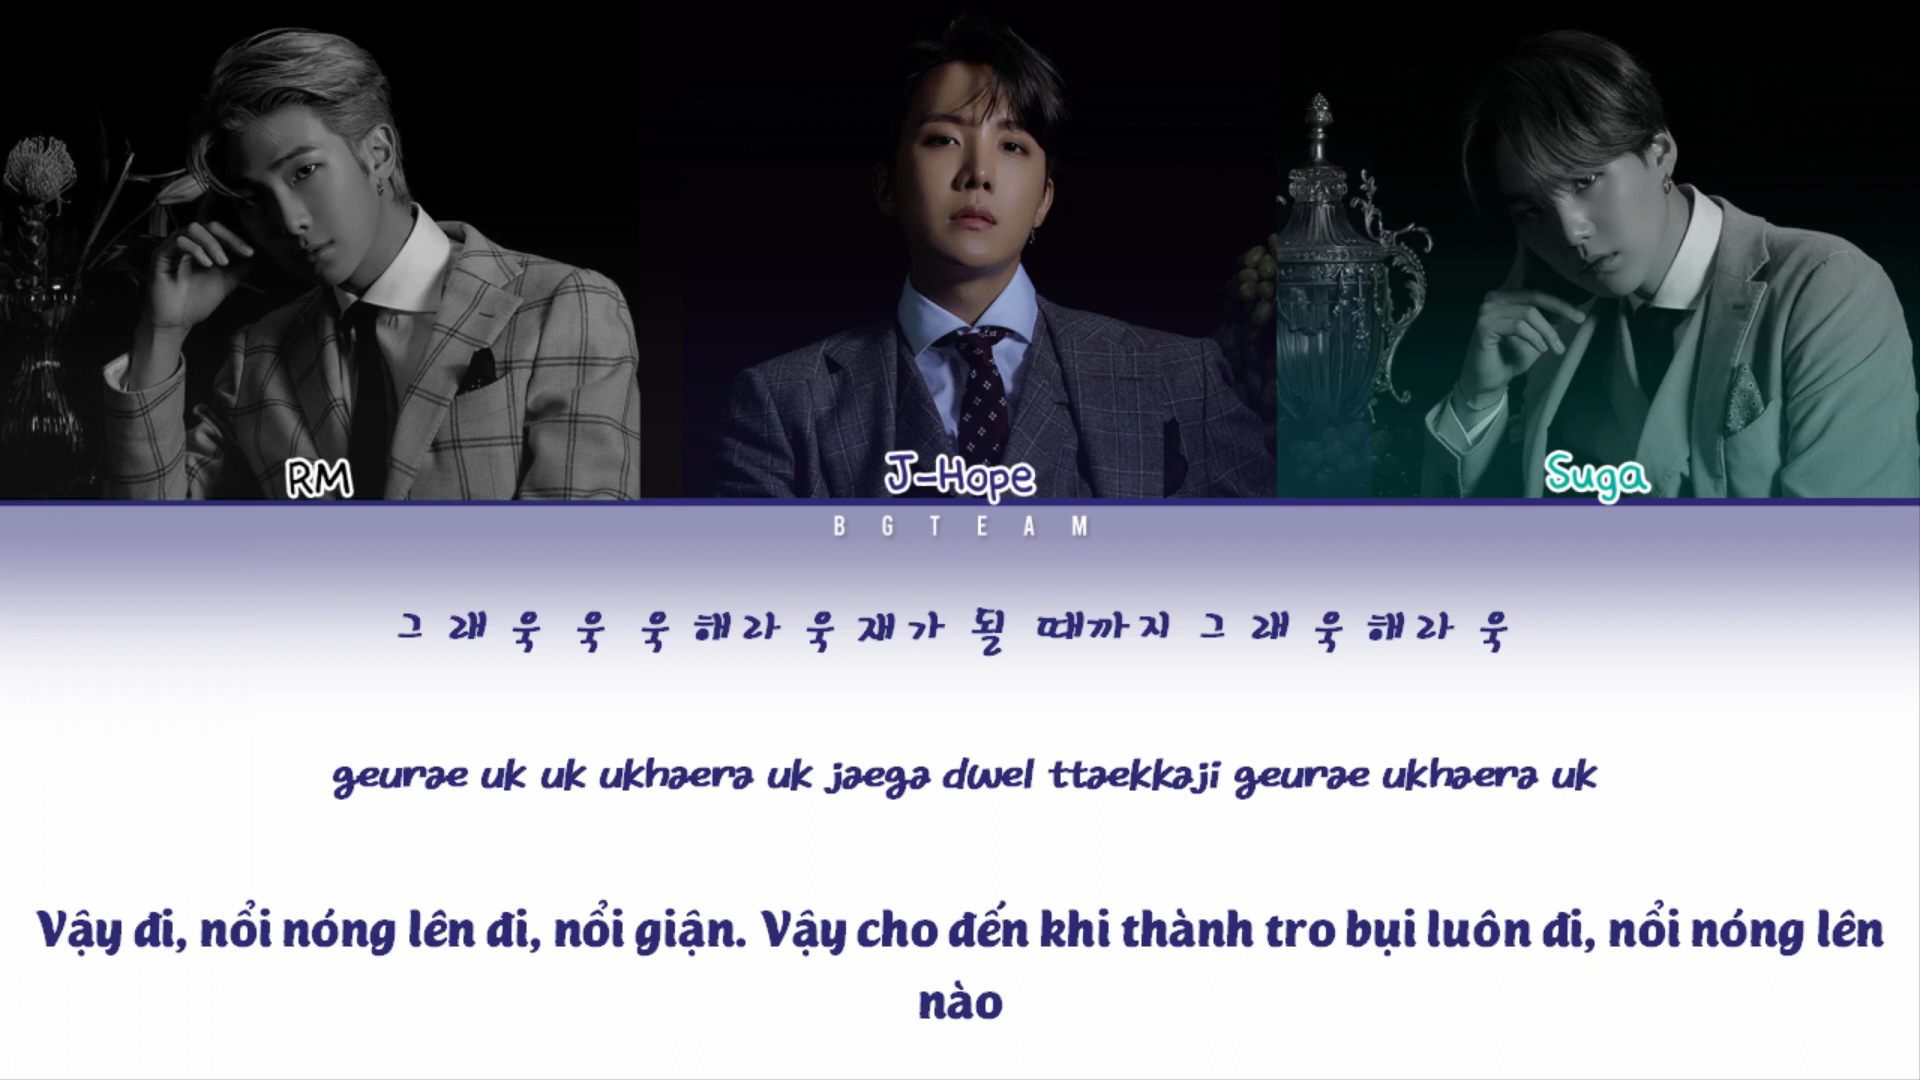 RM
J-Hope
Suga
BGTEAM
그래 욱 욱 욱해라 욱 재가 될 때까지 그래 욱해라 욱
geurae uk uk ukhaera uk jaega dwel ttaekkaji geurae ukhaera uk
Vậy đi, nổi nóng lên đi, nổi giận. Vậy cho đến khi thành tro bụi luôn đi, nổi nóng lên
nào